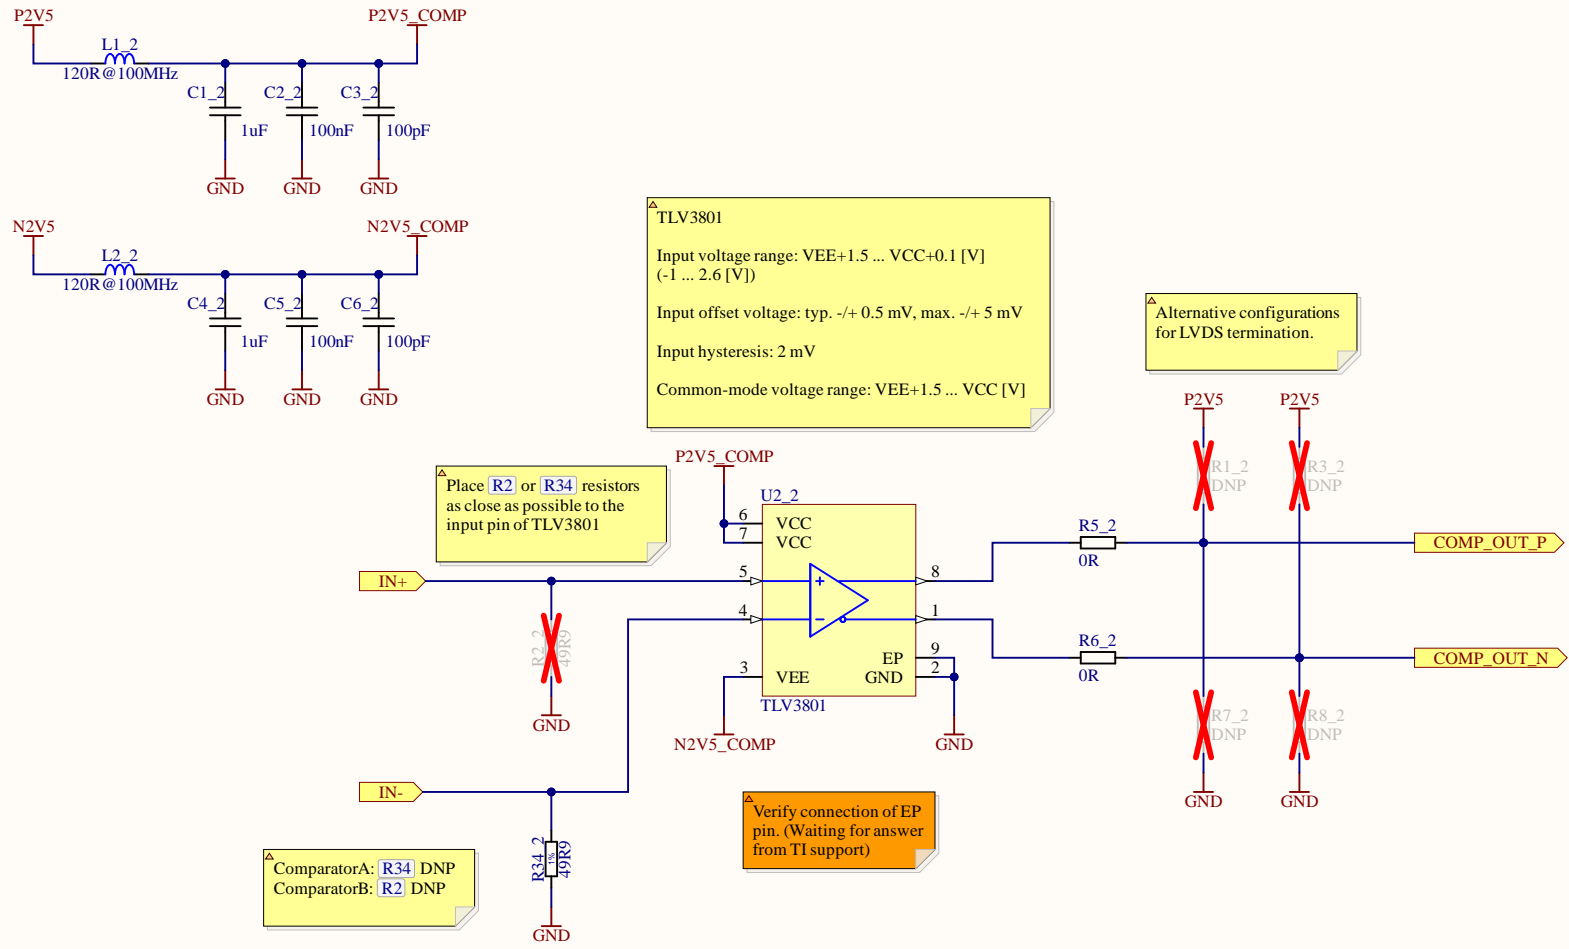 P2V5
P2V5_COMP
L1_2
120R@100MHz
C1_2
C2_2
C3_2
1uF
100nF
100pF
GND
GND
GND
N2V5
N2V5_COMP
L2_2
120R@100MHz
C4_2
C5_2
C6_2
1uF
100nF
100pF
GND
GND
GND
TLV3801
Input voltage range: VEE+1.5 ... VCC+0.1 [V]
(-1 ... 2.6 [V])
Input offset voltage: typ. -/+ 0.5 mV, max. -/+ 5 mV
Input hysteresis: 2 mV
Common-mode voltage range: VEE+1.5 ... VCC [V]
Alternative configurations
for LVDS termination.
Place R2 or R34 resistors
as close as possible to the
input pin of TLV3801
P2V5_COMP
U2_2
6
VCC
7
VCC
5
+
8
4
−
1
9
EP
3
VEE
GND
2
TLV3801
N2V5_COMP
GND
IN+
R2_2
49R9
GND
IN-
R34_2
1%
49R9
GND
P2V5
P2V5
R1_2
DNP
R3_2
DNP
R5_2
0R
COMP_OUT_P
R6_2
0R
COMP_OUT_N
R7_2
DNP
R8_2
DNP
GND
GND
Verify connection of EP
pin. (Waiting for answer
from TI support)
ComparatorA: R34 DNP
ComparatorB: R2 DNP